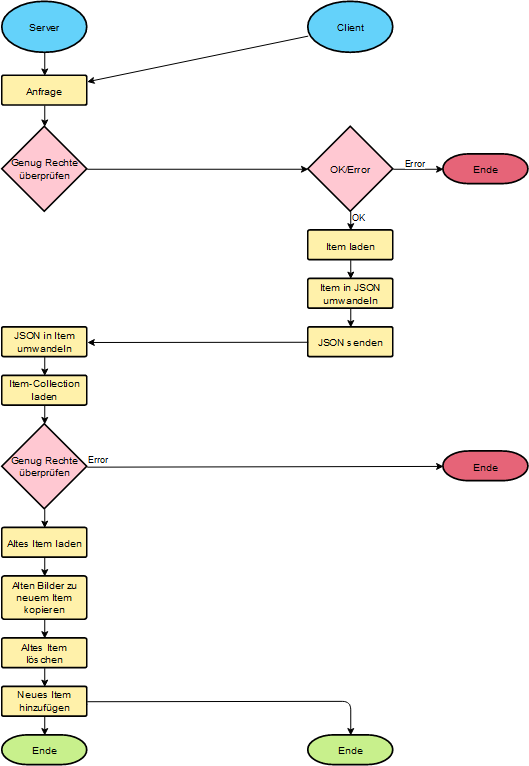 Server
Client
Anfrage
Genug Rechte
überprüfen
OK/Error
Error
Ende
OK
Item laden
Item in JSON
umwandeln
JSON in Item
umwandeln
JSON senden
Item-Collection
laden
Genug Rechte
überprüfen
Error
Ende
Altes Item laden
Alten Bilder zu
neuem Item
kopieren
Altes Item
löschen
Neues Item
hinzufügen
Ende
Ende